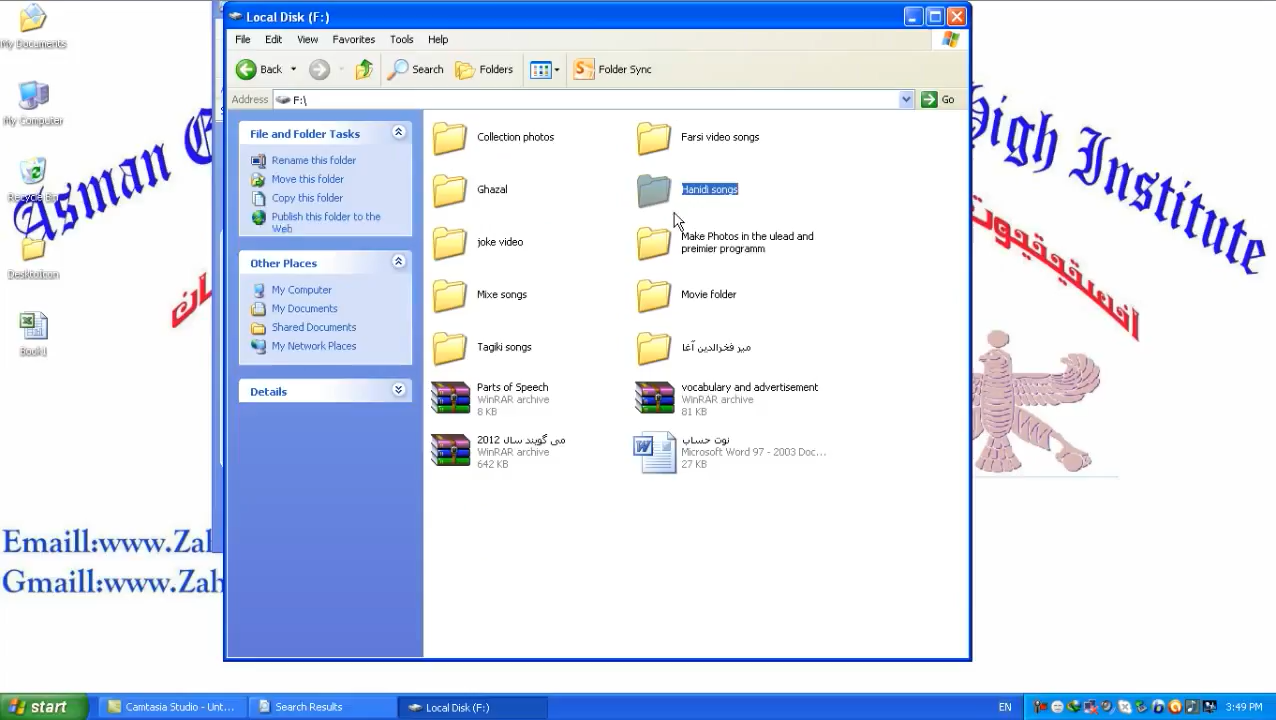 Local Disk (F:)
File Edit View Favorites Tools Help
Back Search Folders Folder Sync
Address F:\ Go
File and Folder Tasks
Rename this folder
Move this folder
Copy this folder
Publish this folder to the
Web
Other Places
My Computer
My Documents
Shared Documents
My Network Places
Details
Collection photos
Farsi video songs
Ghazal
Hanidi songs
joke video
Make Photos in the ulead and
preimier programm
Mixe songs
Movie folder
Tagiki songs
میر فخرالدین آغا
Parts of Speech
WinRAR archive
8 KB
vocabulary and advertisement
WinRAR archive
81 KB
می گویند سال 2012
WinRAR archive
642 KB
نوت حساب
Microsoft Word 97 - 2003 Doc...
27 KB
My Documents
My Computer
Recycle Bin
Book1
Asman
High Institute
Emaill:www.Zah
Gmaill:www.Zah
start
Camtasia Studio - Unt...
Search Results
Local Disk (F:)
EN
3:49 PM